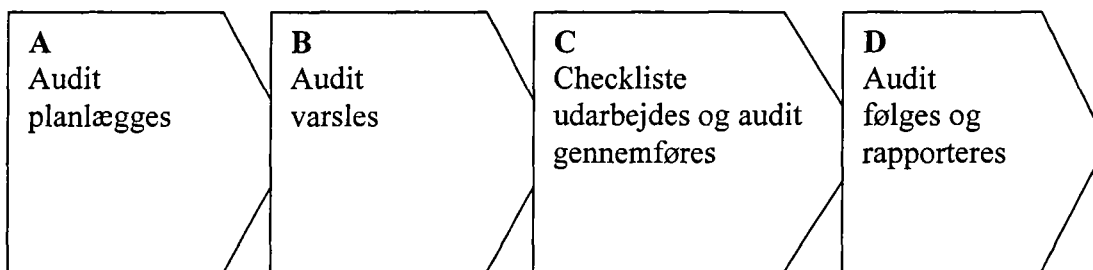 A
Audit
planlægges
B
Audit
varsles
C
Checkliste
udarbejdes og audit
gennemføres
D
Audit
følges og
rapporteres